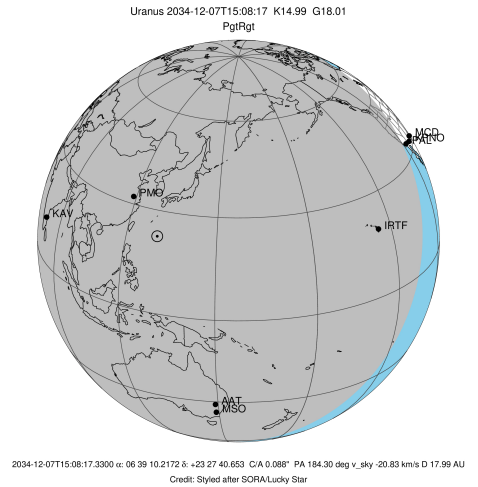 Uranus 2034-12-07T15:08:17 K14.99 G18.01
PgtRgt
MCD
PAL
PMO
KAV
IRTF
AAT
MSO
2034-12-07T15:08:17.3300 α: 06 39 10.2172 δ: +23 27 40.653 C/A 0.088" PA 184.30 deg v_sky -20.83 km/s D 17.99 AU
Credit: Styled after SORA/Lucky Star